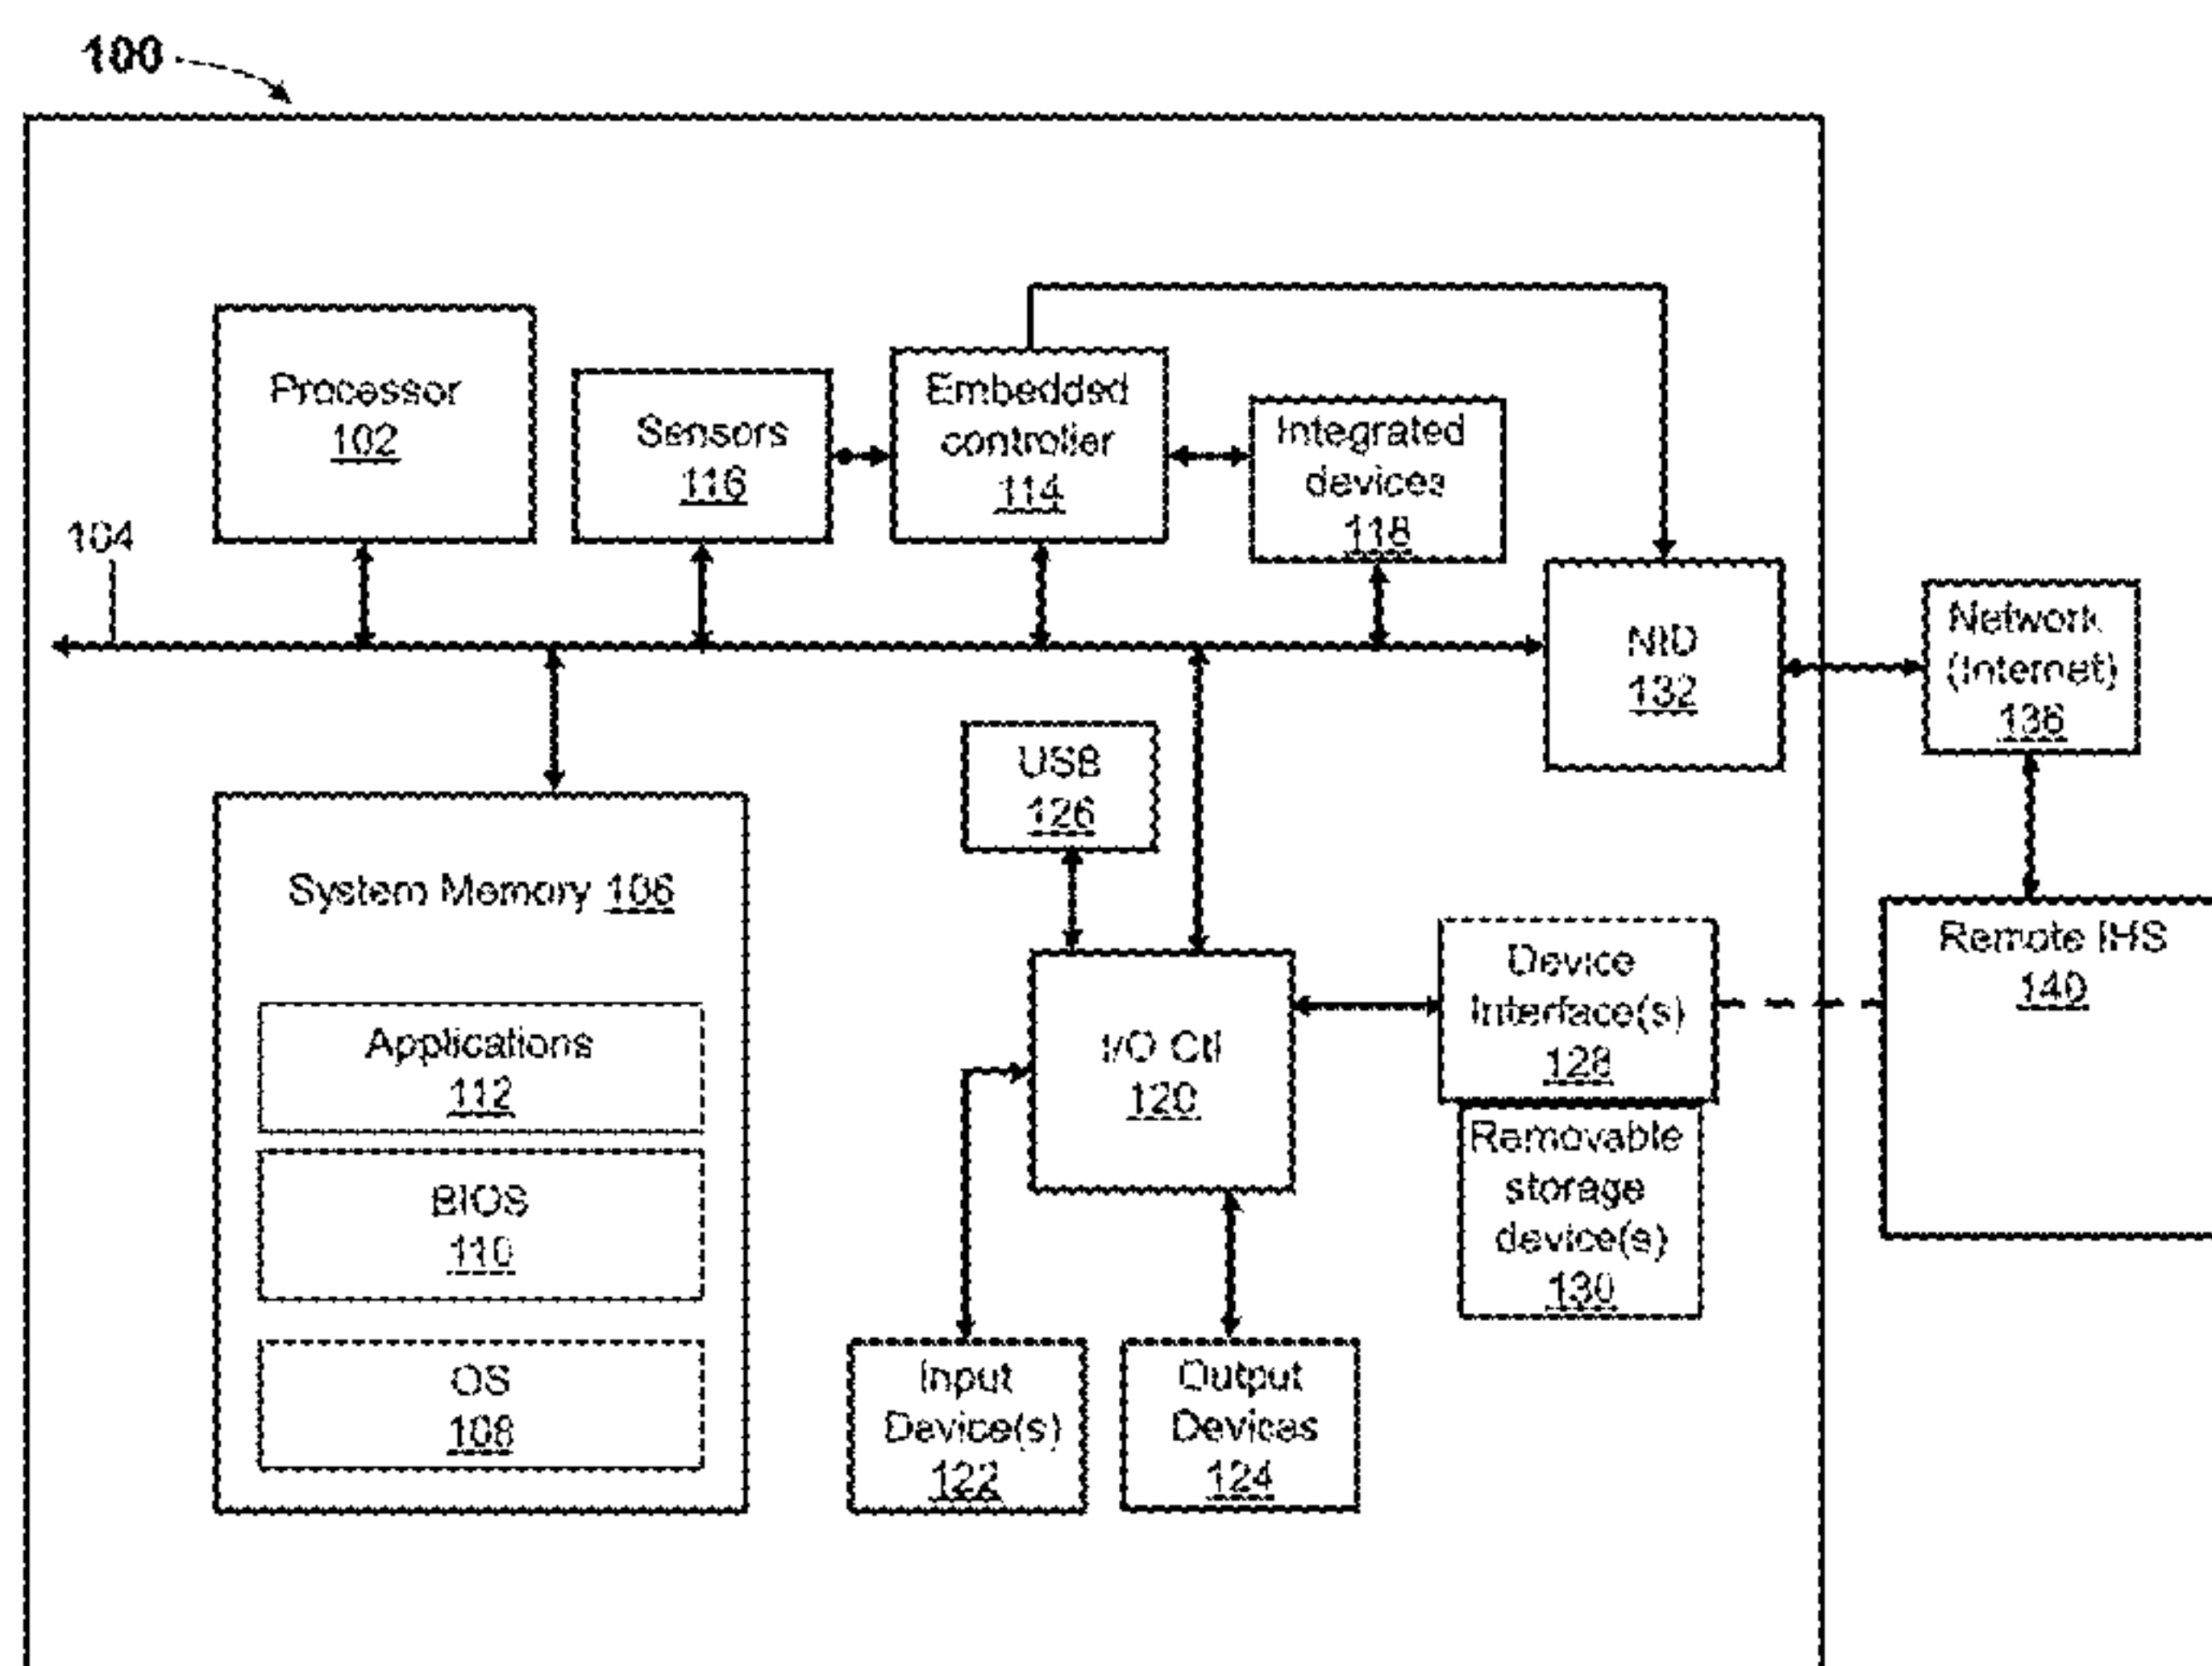 100
Processor
102
Sensors
116
Embedded
controller
114
Integrated
devices
118
104
NID
132
Network
(Internet)
136
USB
126
System Memory 106
Applications
112
BIOS
110
OS
108
I/O Ctl
120
Device
Interface(s)
128
Removable
storage
device(s)
130
Remote IHS
140
Input
Device(s)
122
Output
Devices
124